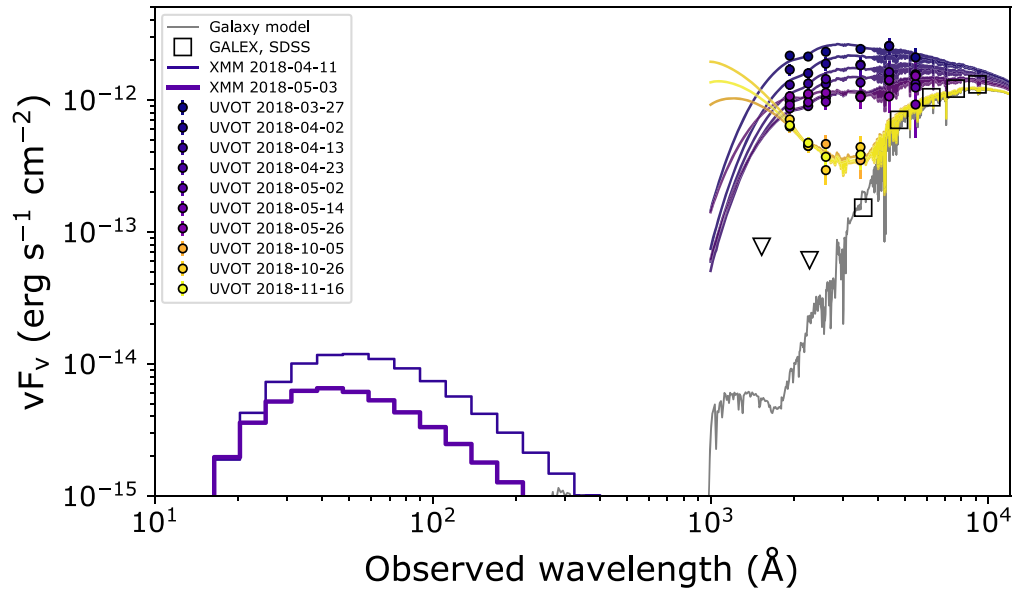 Galaxy model
GALEX, SDSS
XMM 2018-04-11
XMM 2018-05-03
UVOT 2018-03-27
UVOT 2018-04-02
UVOT 2018-04-13
UVOT 2018-04-23
UVOT 2018-05-02
UVOT 2018-05-14
UVOT 2018-05-26
UVOT 2018-10-05
UVOT 2018-10-26
UVOT 2018-11-16
10⁻¹²
10⁻¹³
10⁻¹⁴
10⁻¹⁵
νFᵥ (erg s⁻¹ cm⁻²)
10¹ 10² 10³ 10⁴
Observed wavelength (Å)